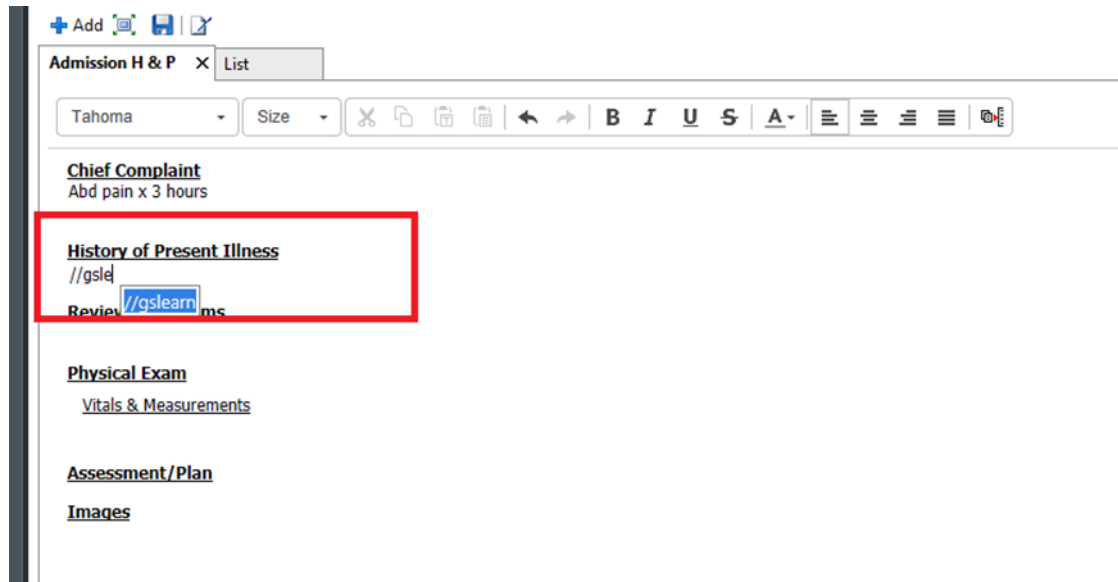 Add
Admission H & P X List
Tahoma Size B I U S A
Chief Complaint
Abd pain x 3 hours
History of Present Illness
//gsle
//gslearn
Review ms
Physical Exam
Vitals & Measurements
Assessment/Plan
Images